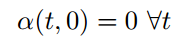 α(t, 0) = 0 ∀t